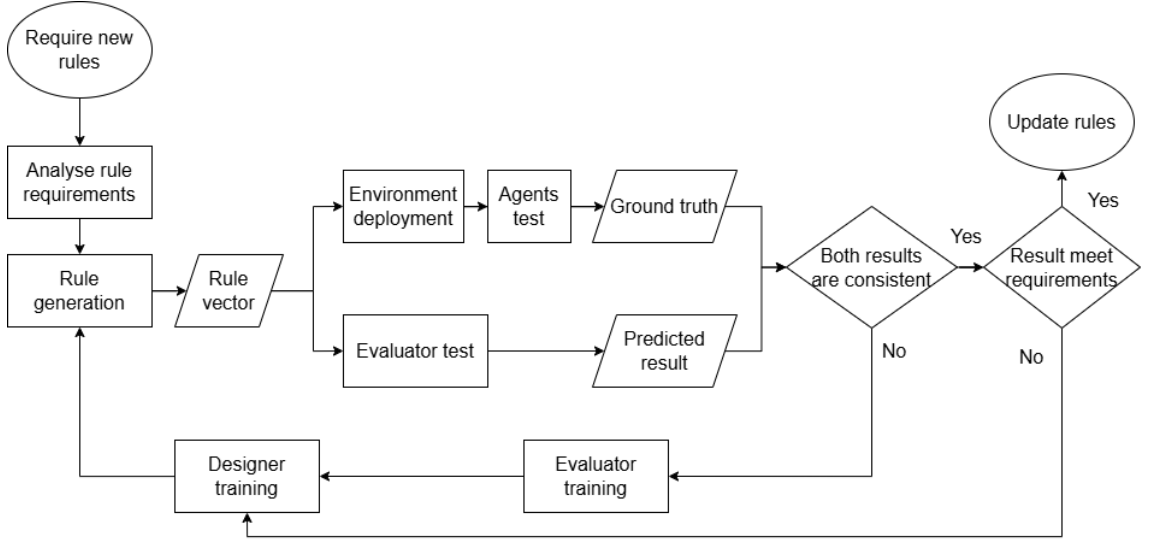 Require new
rules
Analyse rule
requirements
Rule
generation
Rule
vector
Environment
deployment
Agents
test
Ground truth
Evaluator test
Predicted
result
Both results
are consistent
Yes
No
Result meet
requirements
Yes
No
Update rules
Evaluator
training
Designer
training